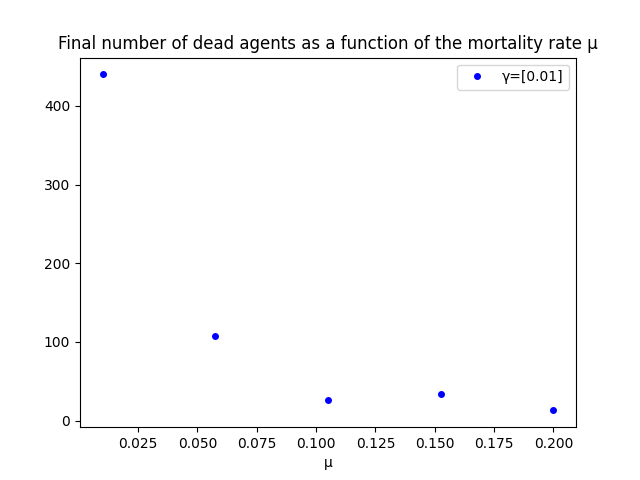 Final number of dead agents as a function of the mortality rate μ
γ=[0.01]
400
300
200
100
0
0.025 0.050 0.075 0.100 0.125 0.150 0.175 0.200
μ